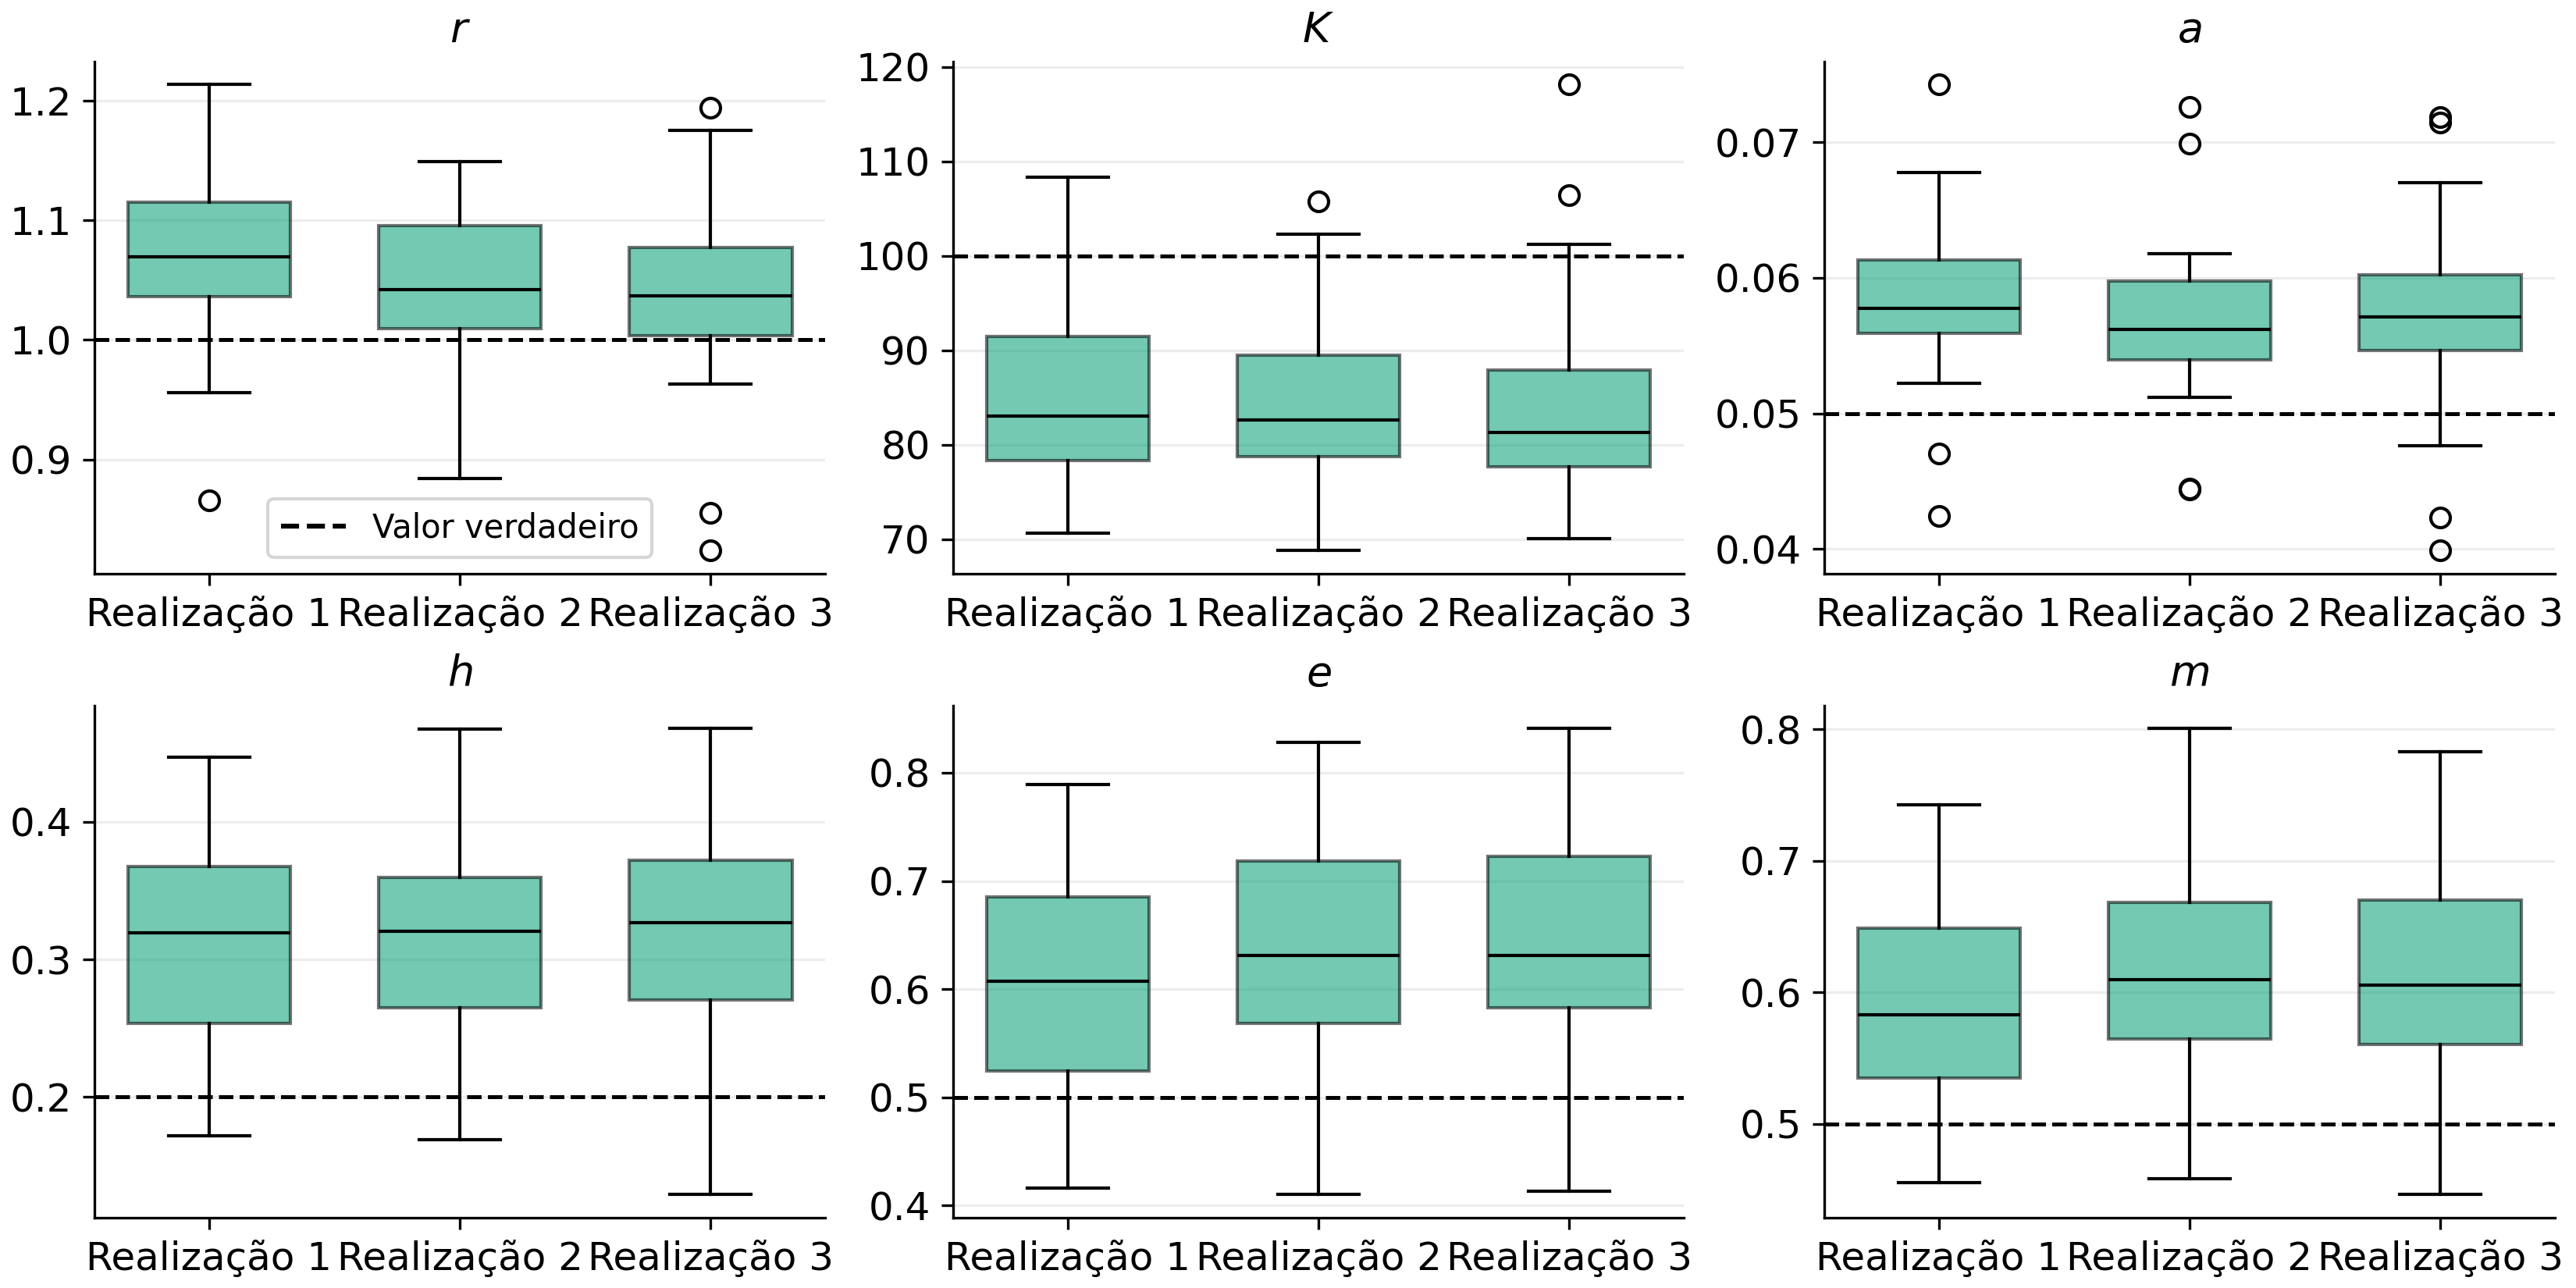 r
1.2
1.1
1.0
0.9
Valor verdadeiro
Realização 1 Realização 2 Realização 3
K
120
110
100
90
80
70
Realização 1 Realização 2 Realização 3
a
0.07
0.06
0.05
0.04
Realização 1 Realização 2 Realização 3
h
0.4
0.3
0.2
Realização 1 Realização 2 Realização 3
e
0.8
0.7
0.6
0.5
0.4
Realização 1 Realização 2 Realização 3
m
0.8
0.7
0.6
0.5
Realização 1 Realização 2 Realização 3